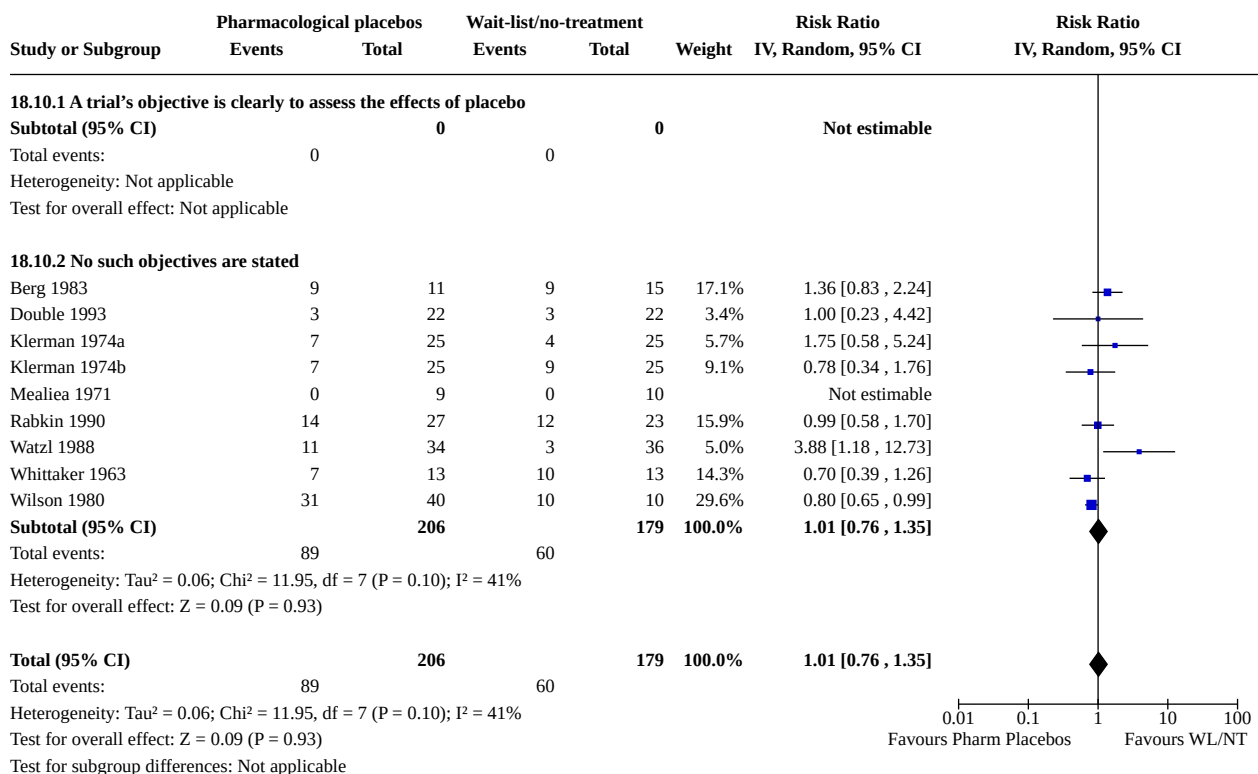 Pharmacological placebos Wait-list/no-treatment Risk Ratio Risk Ratio
Study or Subgroup Events Total Events Total Weight IV, Random, 95% CI IV, Random, 95% CI
18.10.1 A trial's objective is clearly to assess the effects of placebo
Subtotal (95% CI) 0 0 Not estimable
Total events: 0 0
Heterogeneity: Not applicable
Test for overall effect: Not applicable
18.10.2 No such objectives are stated
Berg 1983 9 11 9 15 17.1% 1.36 [0.83 , 2.24]
Double 1993 3 22 3 22 3.4% 1.00 [0.23 , 4.42]
Klerman 1974a 7 25 4 25 5.7% 1.75 [0.58 , 5.24]
Klerman 1974b 7 25 9 25 9.1% 0.78 [0.34 , 1.76]
Mealiea 1971 0 9 0 10 Not estimable
Rabkin 1990 14 27 12 23 15.9% 0.99 [0.58 , 1.70]
Watzl 1988 11 34 3 36 5.0% 3.88 [1.18 , 12.73]
Whittaker 1963 7 13 10 13 14.3% 0.70 [0.39 , 1.26]
Wilson 1980 31 40 10 10 29.6% 0.80 [0.65 , 0.99]
Subtotal (95% CI) 206 179 100.0% 1.01 [0.76 , 1.35]
Total events: 89 60
Heterogeneity: Tau² = 0.06; Chi² = 11.95, df = 7 (P = 0.10); I² = 41%
Test for overall effect: Z = 0.09 (P = 0.93)
Total (95% CI) 206 179 100.0% 1.01 [0.76 , 1.35]
Total events: 89 60
Heterogeneity: Tau² = 0.06; Chi² = 11.95, df = 7 (P = 0.10); I² = 41%
0.01 0.1 1 10 100
Test for overall effect: Z = 0.09 (P = 0.93) Favours Pharm Placebos Favours WL/NT
Test for subgroup differences: Not applicable